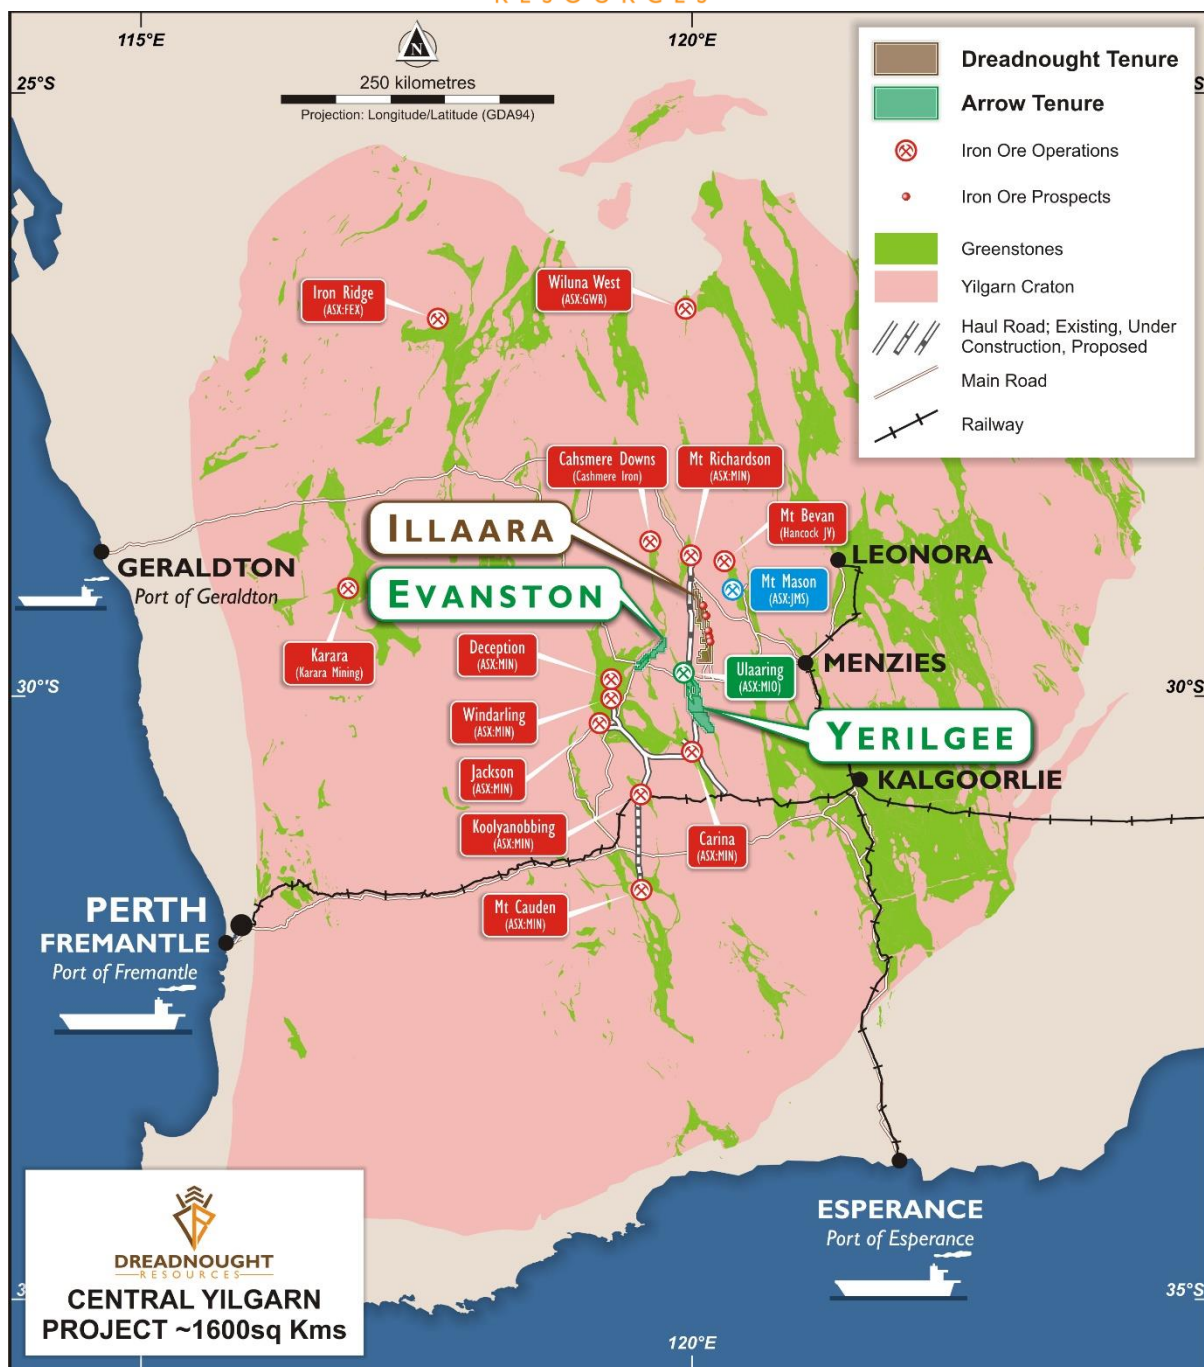 RESOURCES
115°E
120°E
25°S
N
250 kilometres
Projection: Longitude/Latitude (GDA94)
Dreadnought Tenure
Arrow Tenure
Iron Ore Operations
Iron Ore Prospects
Greenstones
Yilgarn Craton
Haul Road; Existing, Under
Construction, Proposed
Main Road
Railway
Iron Ridge
(ASX:FEX)
Wiluna West
(ASX:GWR)
Cahsmere Downs
(Cashmere Iron)
Mt Richardson
(ASX:MIN)
Mt Bevan
(Hancock JV)
ILLAARA
LEONORA
GERALDTON
Port of Geraldton
EVANSTON
Mt Mason
(ASX:JMS)
Karara
(Karara Mining)
Deception
(ASX:MIN)
Ulaaring
(ASX:MIO)
MENZIES
30°'S
30°S
Windarling
(ASX:MIN)
YERILGEE
Jackson
(ASX:MIN)
KALGOORLIE
Koolyanobbing
(ASX:MIN)
Carina
(ASX:MIN)
Mt Cauden
(ASX:MIN)
PERTH
FREMANTLE
Port of Fremantle
ESPERANCE
Port of Esperance
DREADNOUGHT
RESOURCES
CENTRAL YILGARN
PROJECT ~1600sq Kms
35°S
120°E